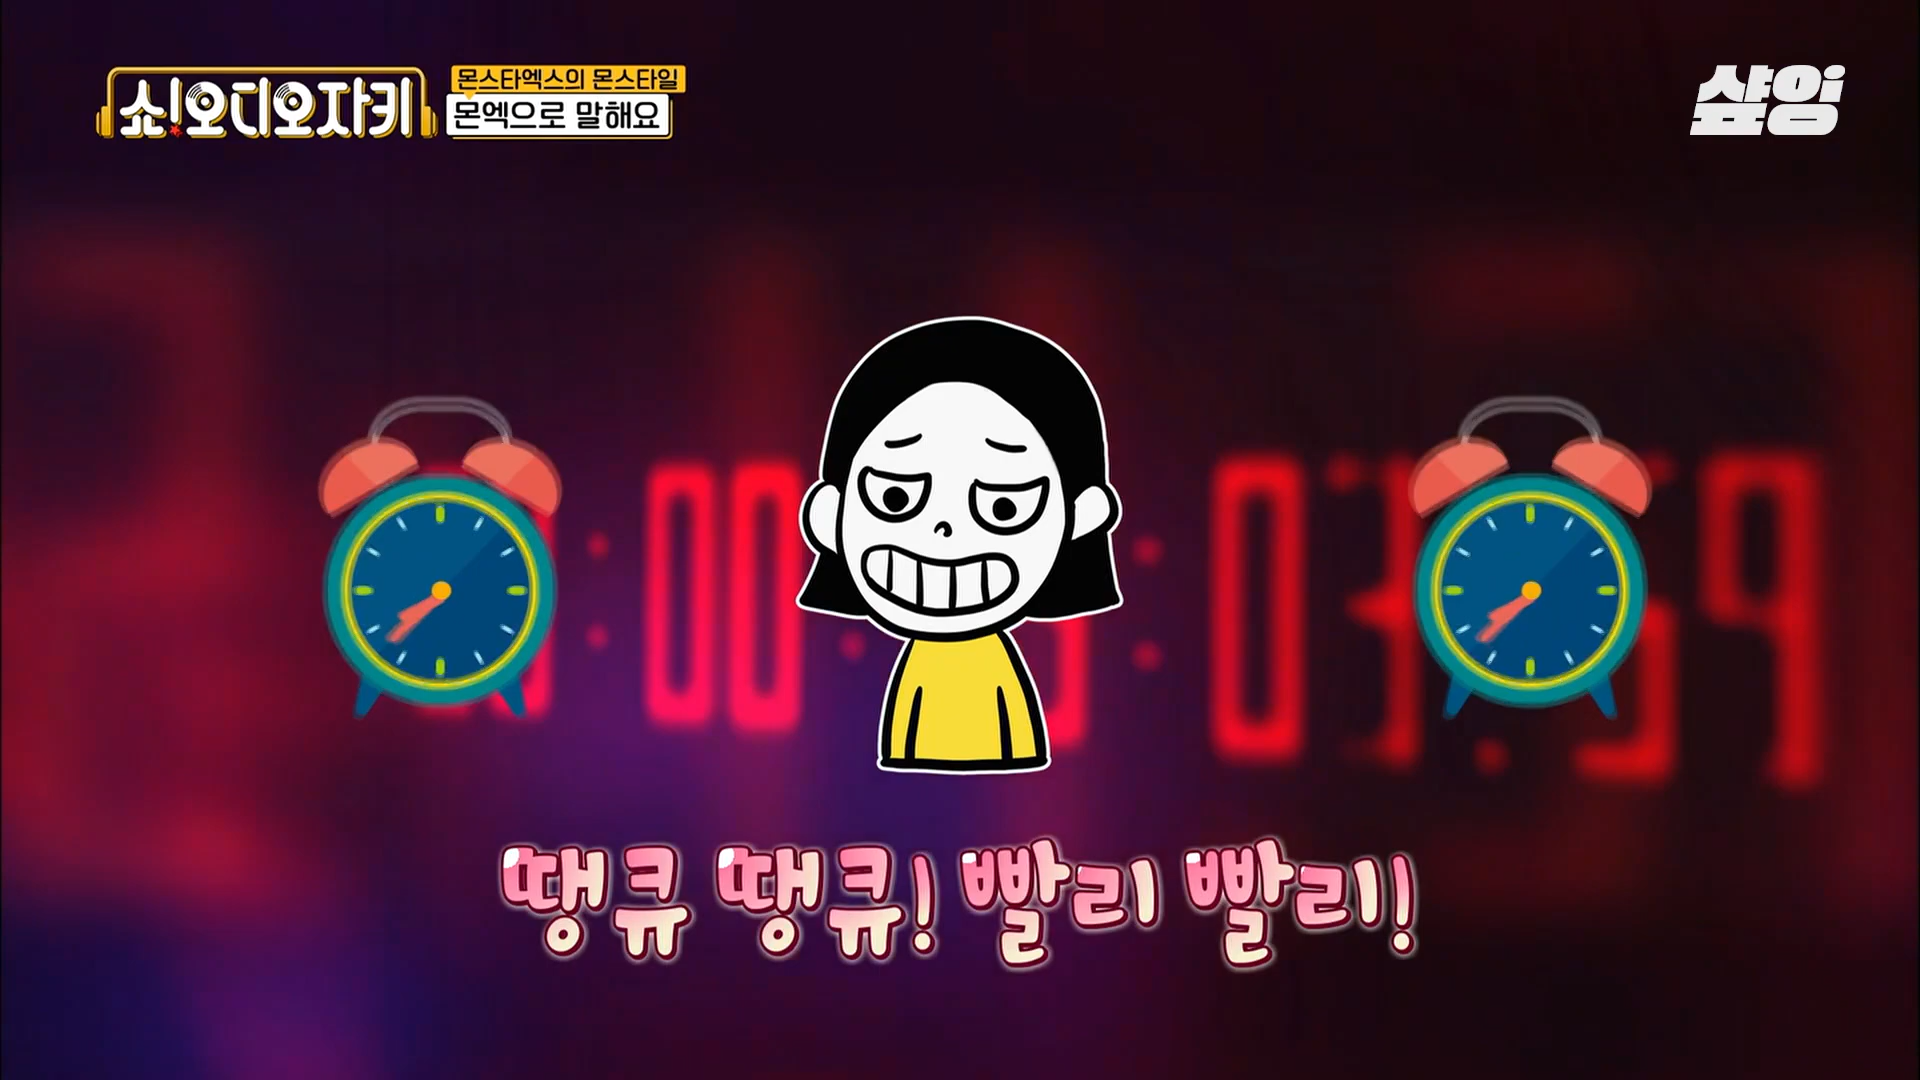 쇼!오디오자키
몬스타엑스의 몬스타일
몬엑으로 말해요
샾잉
땡큐 땡큐! 빨리 빨리!